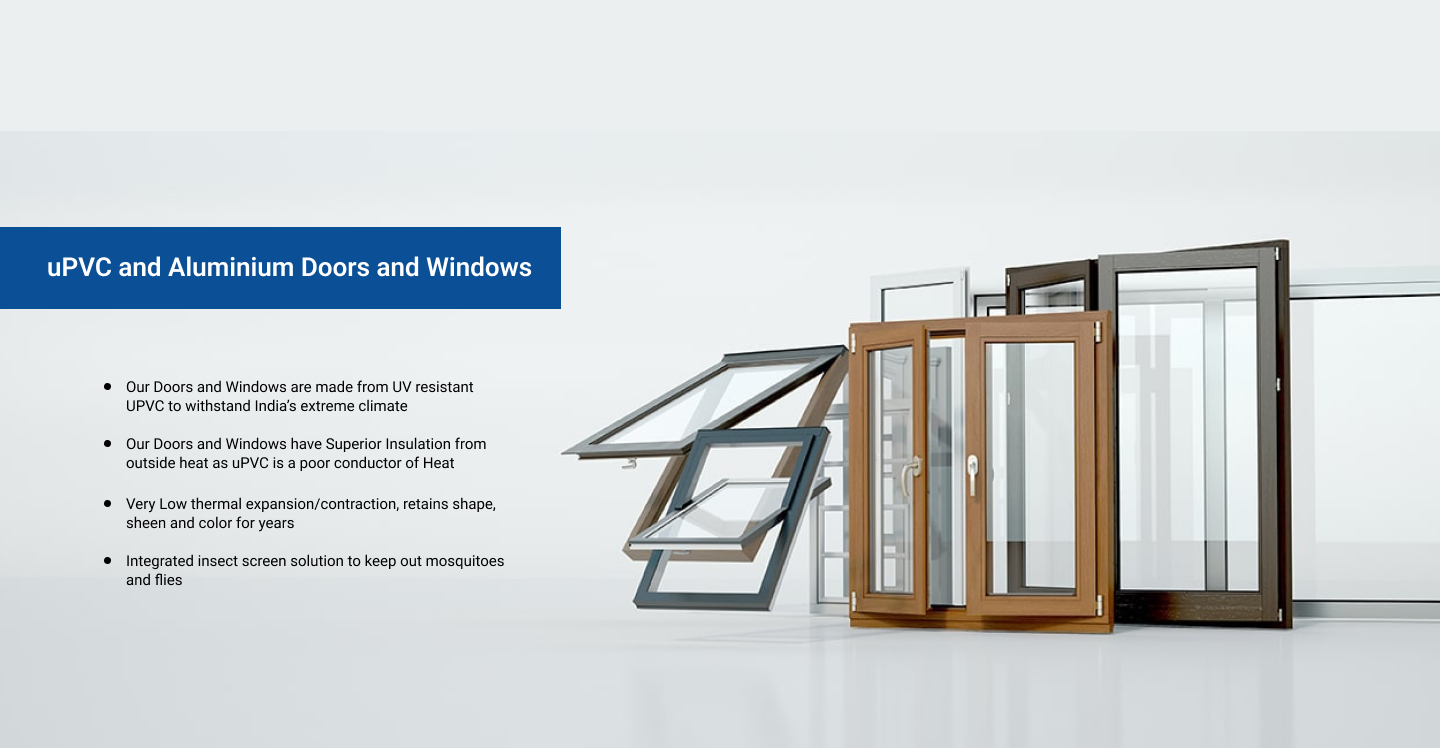 uPVC and Aluminium Doors and Windows
Our Doors and Windows are made from UV resistant
UPVC to withstand India's extreme climate
Our Doors and Windows have Superior Insulation from
outside heat as uPVC is a poor conductor of Heat
Very Low thermal expansion/contraction, retains shape,
sheen and color for years
Integrated insect screen solution to keep out mosquitoes
and flies